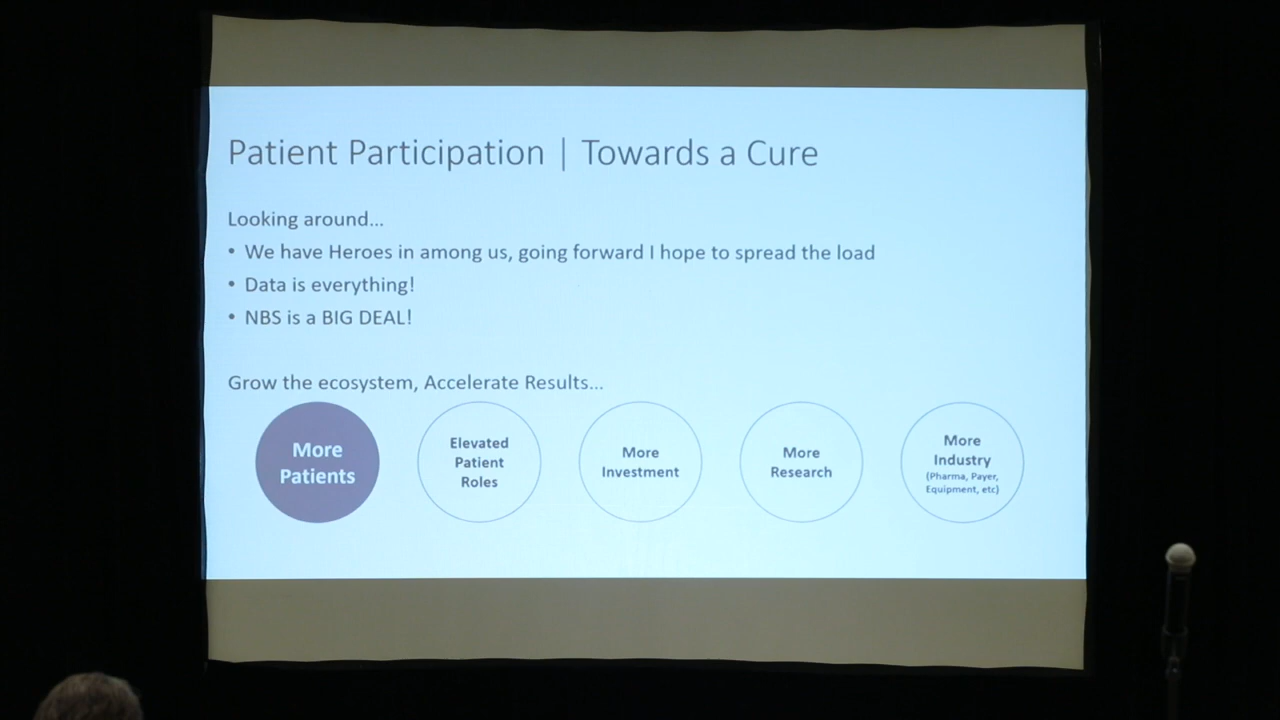 Patient Participation | Towards a Cure
Looking around...
• We have Heroes in among us, going forward I hope to spread the load
• Data is everything!
• NBS is a BIG DEAL!
Grow the ecosystem, Accelerate Results...
More
Patients
Elevated
Patient
Roles
More
Investment
More
Research
More
Industry
(Pharma, Payer,
Equipment, etc)